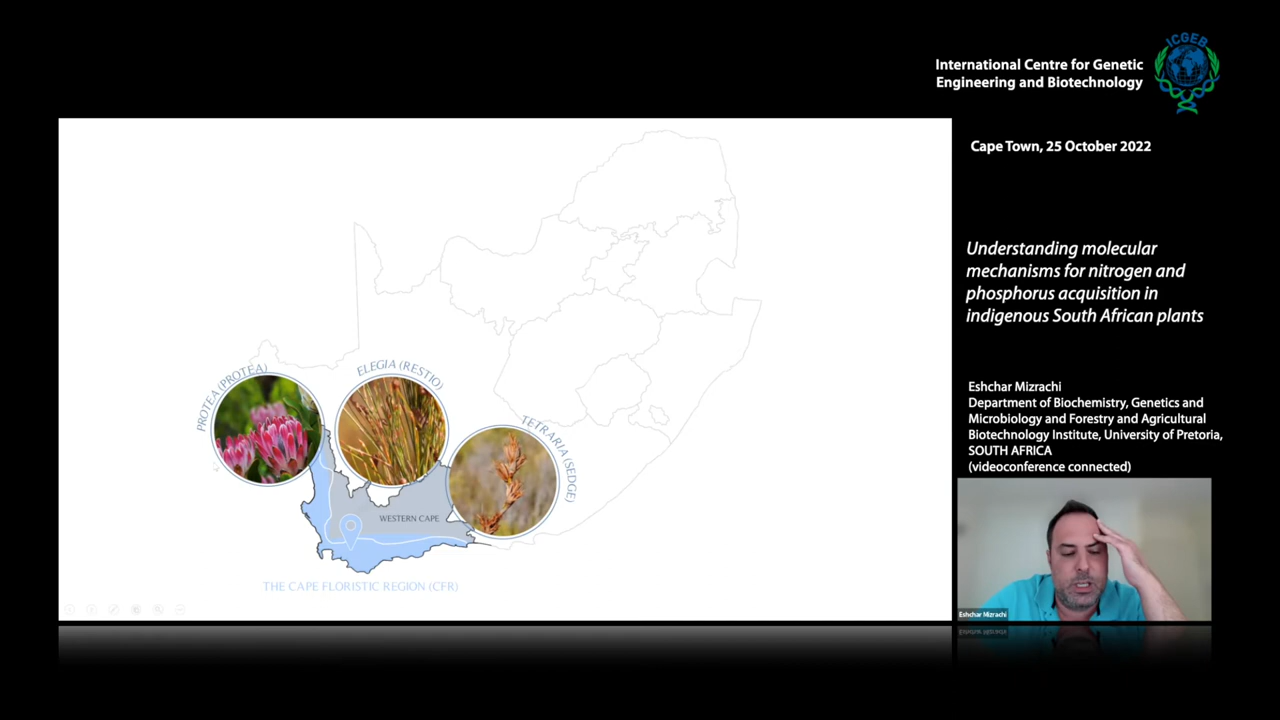 ICGEB
International Centre for Genetic
Engineering and Biotechnology
Cape Town, 25 October 2022
Understanding molecular
mechanisms for nitrogen and
phosphorus acquisition in
indigenous South African plants
Eshchar Mizrachi
Department of Biochemistry, Genetics and
Microbiology and Forestry and Agricultural
Biotechnology Institute, University of Pretoria,
SOUTH AFRICA
(videoconference connected)
PROTEA (PROTEA)
ELEGIA (RESTIO)
TETRARIA (SEDGE)
WESTERN CAPE
THE CAPE FLORISTIC REGION (CFR)
Eshchar Mizrachi